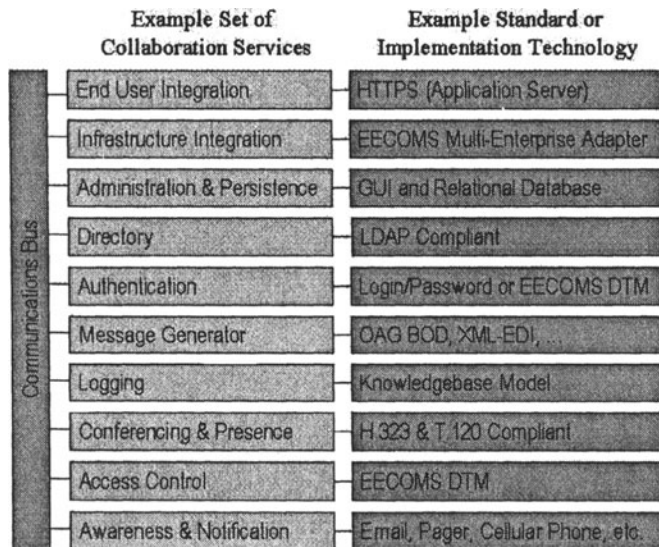 Example Set of
Collaboration Services
Example Standard or
Implementation Technology
Communications Bus
End User Integration
HTTPS (Application Server)
Infrastructure Integration
EECOMS Multi-Enterprise Adapter
Administration & Persistence
GUI and Relational Database
Directory
LDAP Compliant
Authentication
Login/Password or EECOMS DTM
Message Generator
OAG BOD, XML-EDI, ...
Logging
Knowledgebase Model
Conferencing & Presence
H.323 & T.120 Compliant
Access Control
EECOMS DTM
Awareness & Notification
Email, Pager, Cellular Phone, etc.